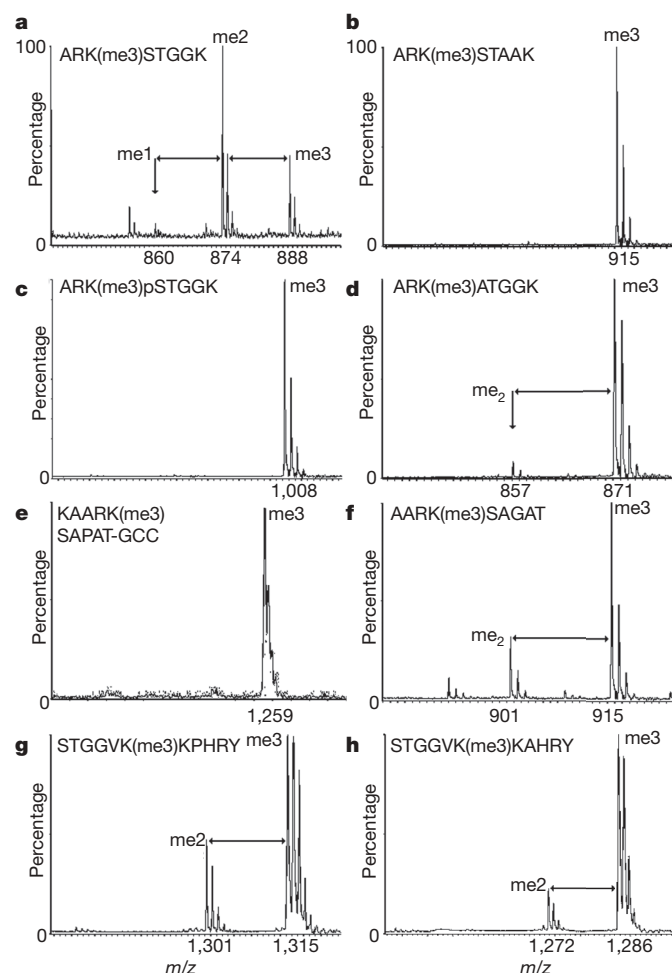 a
ARK(me3)STGGK
100
me2
me1
me3
Percentage
0
860 874 888
b
ARK(me3)STAAK
100
me3
Percentage
0
915
c
ARK(me3)pSTGGK
me3
Percentage
0
1,008
d
ARK(me3)ATGGK
me3
me2
Percentage
0
857 871
e
KAARK(me3)
SAPAT-GCC
me3
Percentage
0
1,259
f
AARK(me3)SAGAT
me3
me2
Percentage
0
901 915
g
STGGVK(me3)KPHRY
me3
me2
Percentage
0
1,301 1,315
m/z
h
STGGVK(me3)KAHRY
me3
me2
Percentage
0
1,272 1,286
m/z